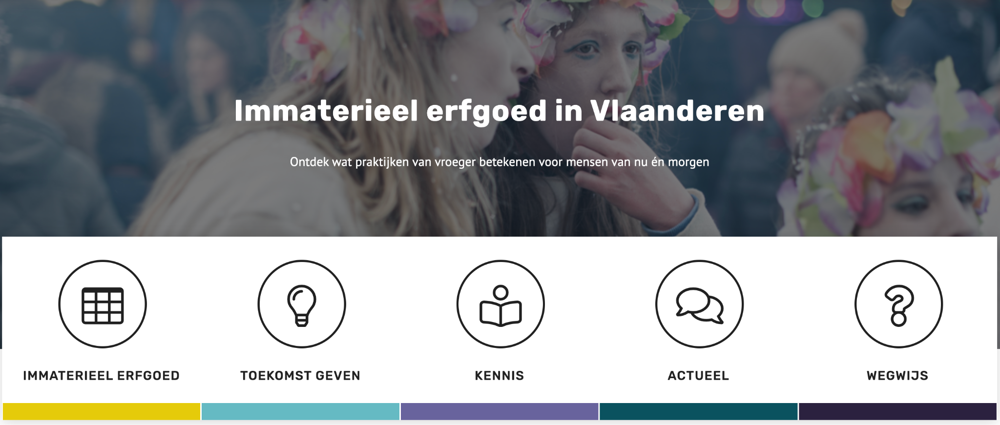 Immaterieel erfgoed in Vlaanderen
Ontdek wat praktijken van vroeger betekenen voor mensen van nu én morgen
IMMATERIEEL ERFGOED
TOEKOMST GEVEN
KENNIS
ACTUEEL
WEGWIJS